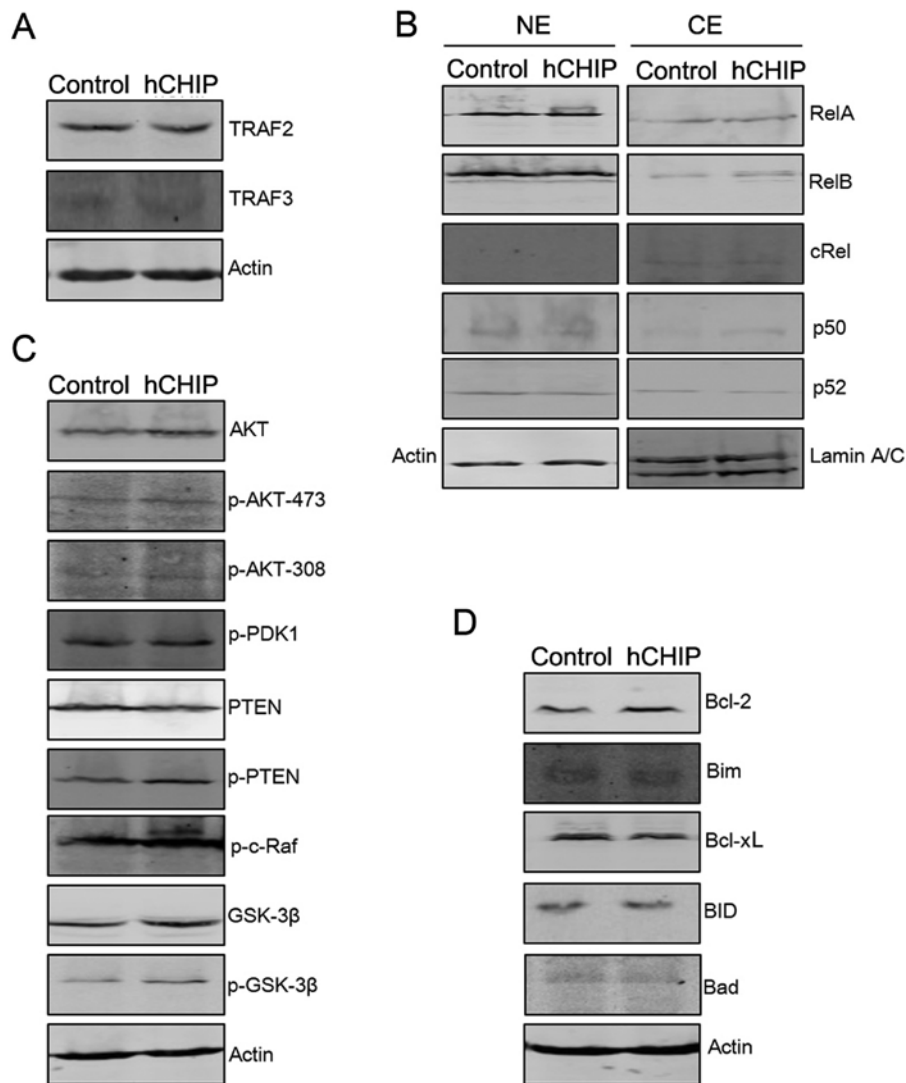 A
Control hCHIP
TRAF2
TRAF3
Actin
B
NE CE
Control hCHIP Control hCHIP
RelA
RelB
cRel
p50
p52
Actin Lamin A/C
C
Control hCHIP
AKT
p-AKT-473
p-AKT-308
p-PDK1
PTEN
p-PTEN
p-c-Raf
GSK-3β
p-GSK-3β
Actin
D
Control hCHIP
Bcl-2
Bim
Bcl-xL
BID
Bad
Actin